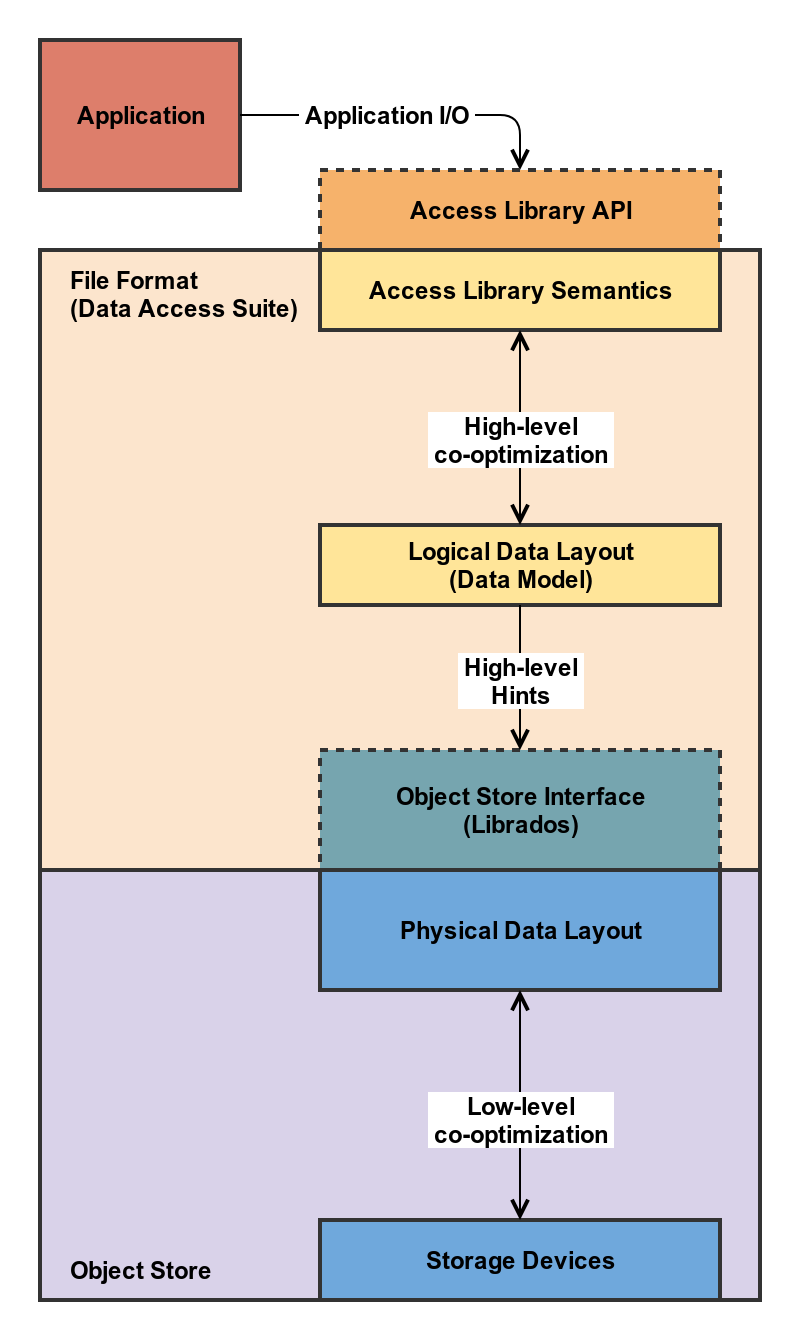 Application
Application I/O
Access Library API
File Format
(Data Access Suite)
Access Library Semantics
High-level
co-optimization
Logical Data Layout
(Data Model)
High-level
Hints
Object Store Interface
(Librados)
Physical Data Layout
Low-level
co-optimization
Storage Devices
Object Store